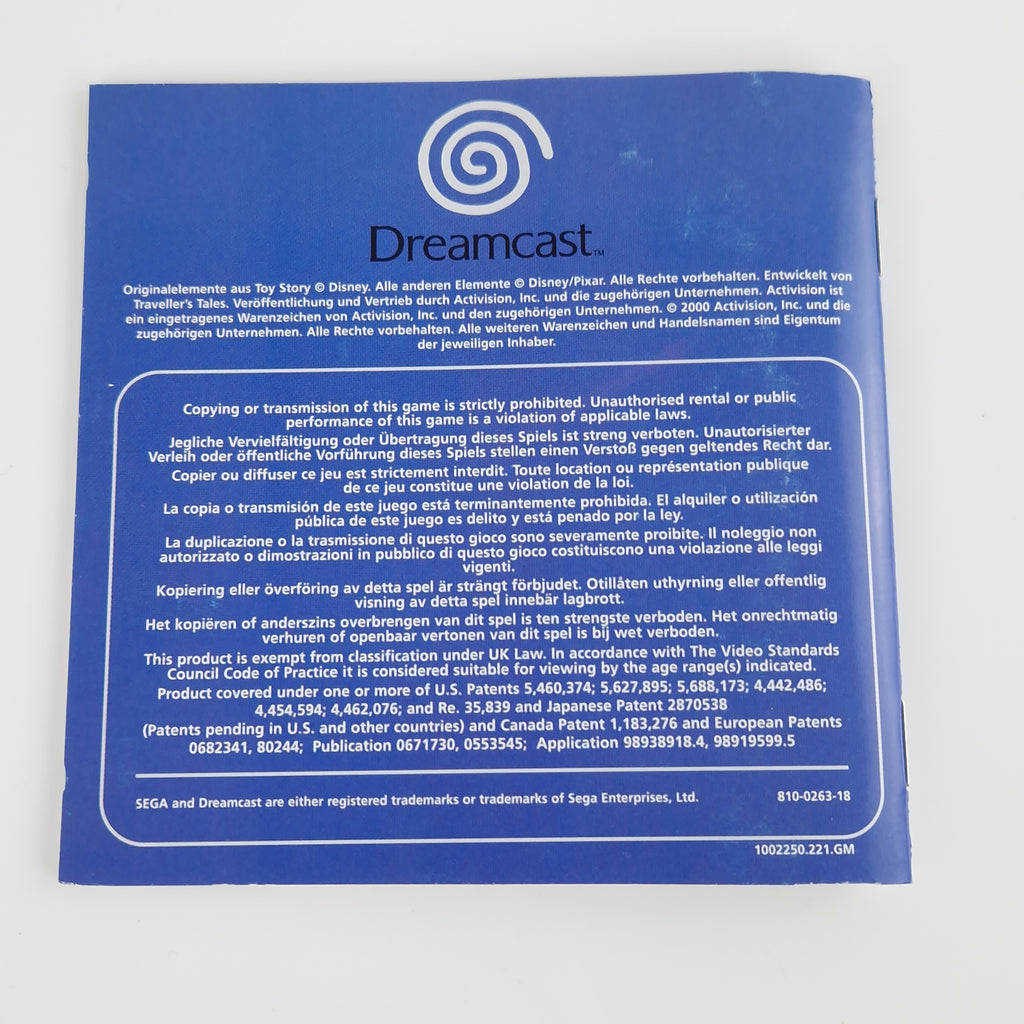 Dreamcast™
Originalelemente aus Toy Story © Disney. Alle anderen Elemente © Disney/Pixar. Alle Rechte vorbehalten. Entwickelt von
Traveller's Tales. Veröffentlichung und Vertrieb durch Activision, Inc. und die zugehörigen Unternehmen. Activision ist
ein eingetragenes Warenzeichen von Activision, Inc. und den zugehörigen Unternehmen. © 2000 Activision, Inc. und die
zugehörigen Unternehmen. Alle Rechte vorbehalten. Alle weiteren Warenzeichen und Handelsnamen sind Eigentum
der jeweiligen Inhaber.
Copying or transmission of this game is strictly prohibited. Unauthorised rental or public
performance of this game is a violation of applicable laws.
Jegliche Vervielfältigung oder Übertragung dieses Spiels ist streng verboten. Unautorisierter
Verleih oder öffentliche Vorführung dieses Spiels stellen einen Verstoß gegen geltendes Recht dar.
Copier ou diffuser ce jeu est strictement interdit. Toute location ou représentation publique
de ce jeu constitue une violation de la loi.
La copia o transmisión de este juego está terminantemente prohibida. El alquiler o utilización
pública de este juego es delito y está penado por la ley.
La duplicazione o la trasmissione di questo gioco sono severamente proibite. Il noleggio non
autorizzato o dimostrazioni in pubblico di questo gioco costituiscono una violazione alle leggi
vigenti.
Kopiering eller överföring av detta spel är strängt förbjudet. Otillåten uthyrning eller offentlig
visning av detta spel innebär lagbrott.
Het kopiëren of anderszins overbrengen van dit spel is ten strengste verboden. Het onrechtmatig
verhuren of openbaar vertonen van dit spel is bij wet verboden.
This product is exempt from classification under UK Law. In accordance with The Video Standards
Council Code of Practice it is considered suitable for viewing by the age range(s) indicated.
Product covered under one or more of U.S. Patents 5,460,374; 5,627,895; 5,688,173; 4,442,486;
4,454,594; 4,462,076; and Re. 35,839 and Japanese Patent 2870538
(Patents pending in U.S. and other countries) and Canada Patent 1,183,276 and European Patents
0682341, 80244; Publication 0671730, 0553545; Application 98938918.4, 98919599.5
SEGA and Dreamcast are either registered trademarks or trademarks of Sega Enterprises, Ltd. 810-0263-18
1002250.221.GM